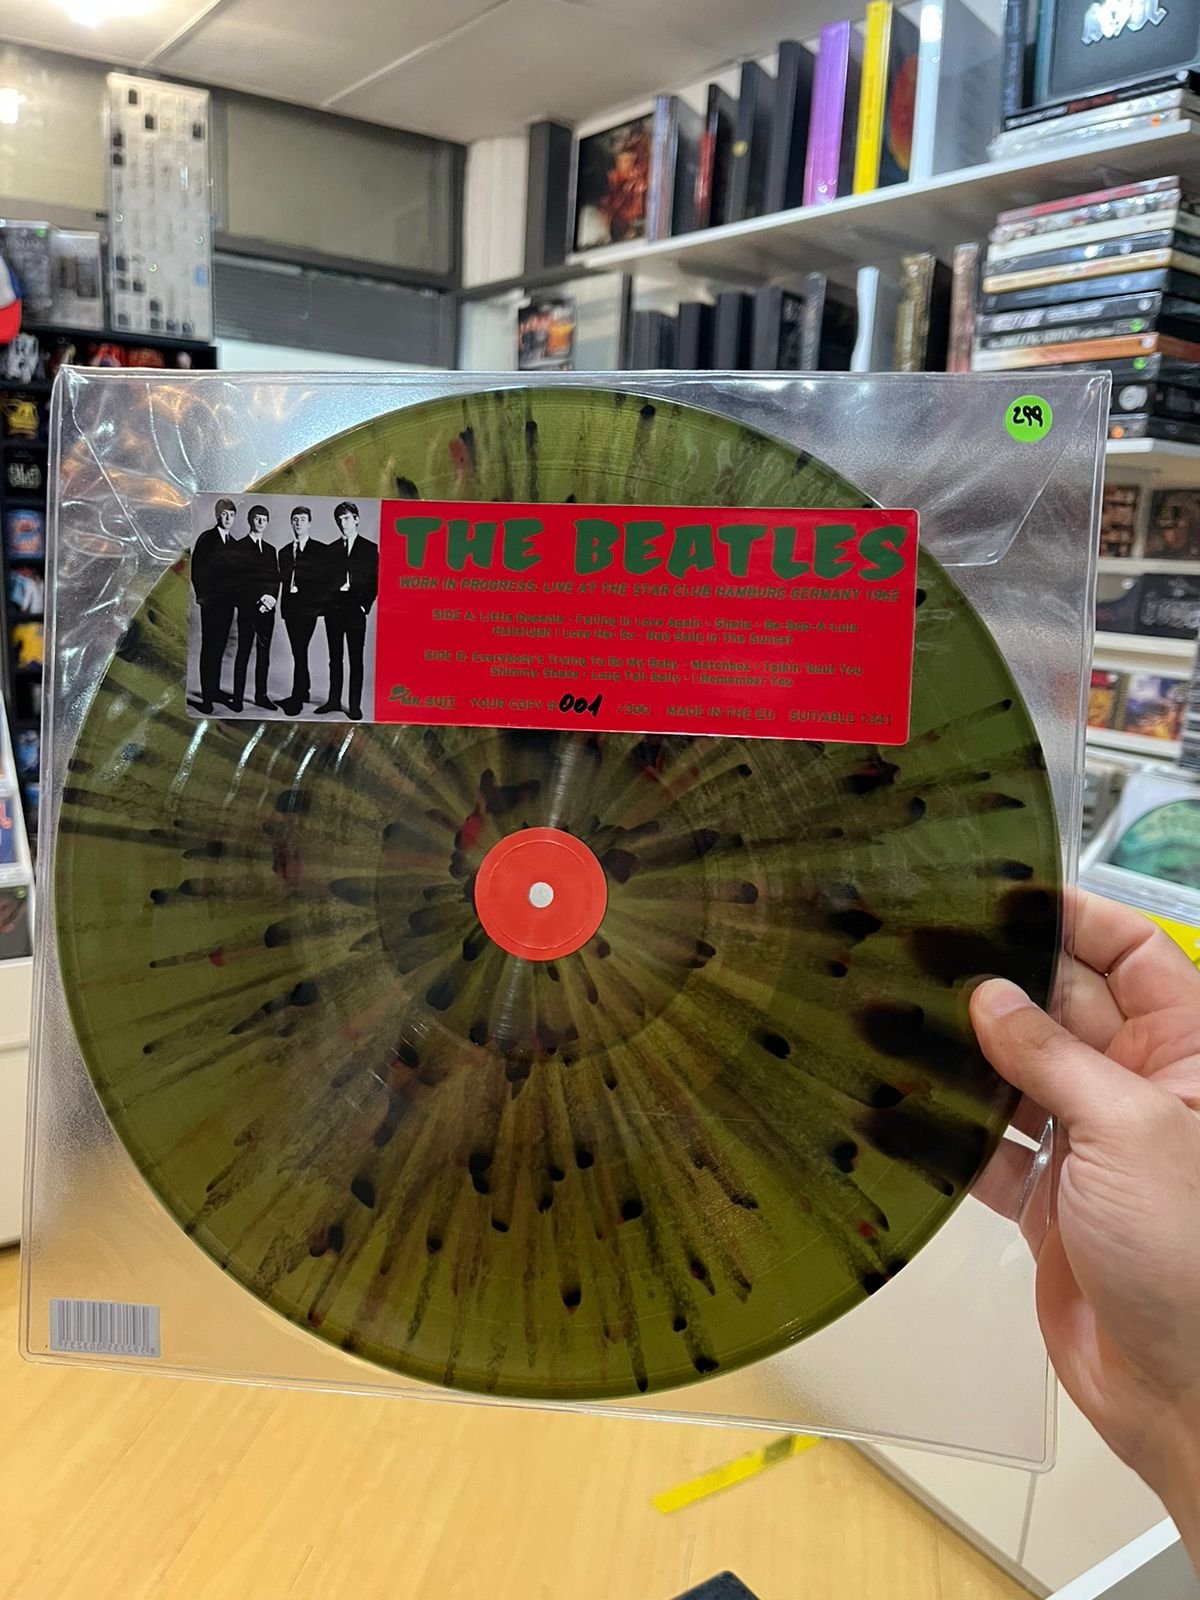 299
THE BEATLES
WORK IN PROGRESS: LIVE AT THE STAR CLUB HAMBURG GERMANY 1962
SIDE A. Little Queenie - Falling In Love Again - Sheila - Be-Bop-A-Lula
Hallelujah I Love Her So - Red Sails In The Sunset
SIDE B. Everybody's Trying To Be My Baby - Matchbox - Talkin 'bout You
Shimmy Shake - Long Tall Sally - I Remember You
MR. SUIT YOUR COPY # 001 /300 MADE IN THE EU SUITABLE 1341